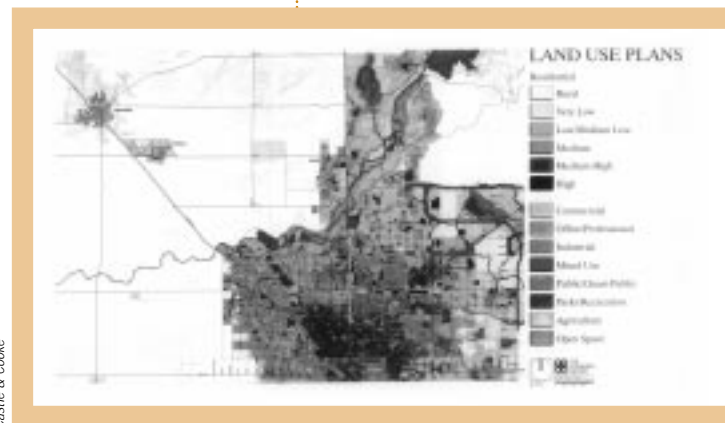 LAND USE PLANS
Residential
Rural
Very Low
Low/Medium Low
Medium
Medium-High
High
Commercial
Office/Professional
Industrial
Mixed Use
Public/Quasi-Public
Parks/Recreation
Agriculture
Open Space
& Cooke